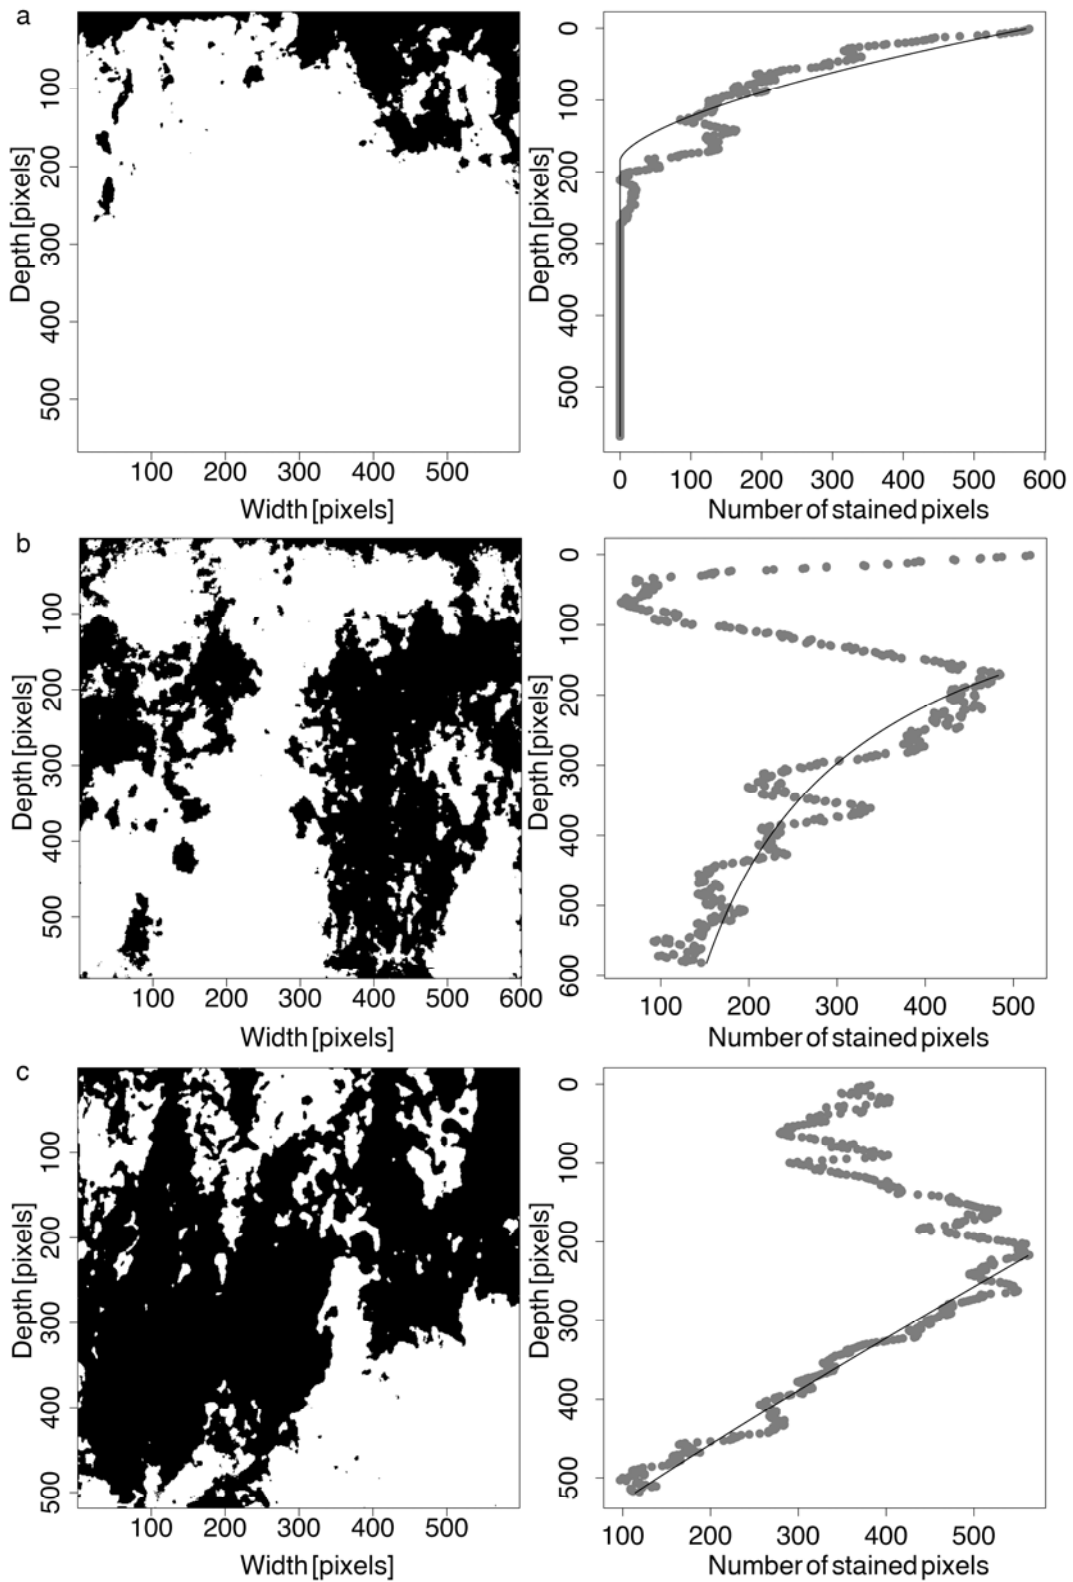 a
Depth [pixels]
100
200
300
400
500
100 200 300 400 500
Width [pixels]
Depth [pixels]
0
100
200
300
400
500
0 100 200 300 400 500 600
Number of stained pixels
b
Depth [pixels]
100
200
300
400
500
100 200 300 400 500 600
Width [pixels]
Depth [pixels]
0
100
200
300
400
500
600
100 200 300 400 500
Number of stained pixels
c
Depth [pixels]
100
200
300
400
500
100 200 300 400 500
Width [pixels]
Depth [pixels]
0
100
200
300
400
500
100 200 300 400 500
Number of stained pixels